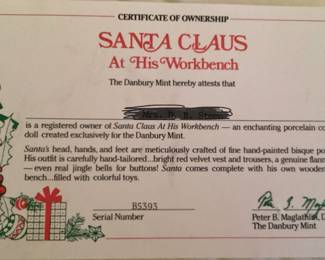 CERTIFICATE OF OWNERSHIP
SANTA CLAUS
At His Workbench
The Danbury Mint hereby attests that
Mrs.
is a registered owner of Santa Claus At His Workbench — an enchanting porcelain co
doll created exclusively for the Danbury Mint.
Santa's head, hands, and feet are meticulously crafted of fine hand-painted bisque po
His outfit is carefully hand-tailored...bright red velvet vest and trousers, a genuine flann
— even real jingle bells for buttons! Santa comes complete with his own wooden
bench...filled with colorful toys.
B5393
Serial Number
Peter B. Maglathlin,
The Danbury Mint